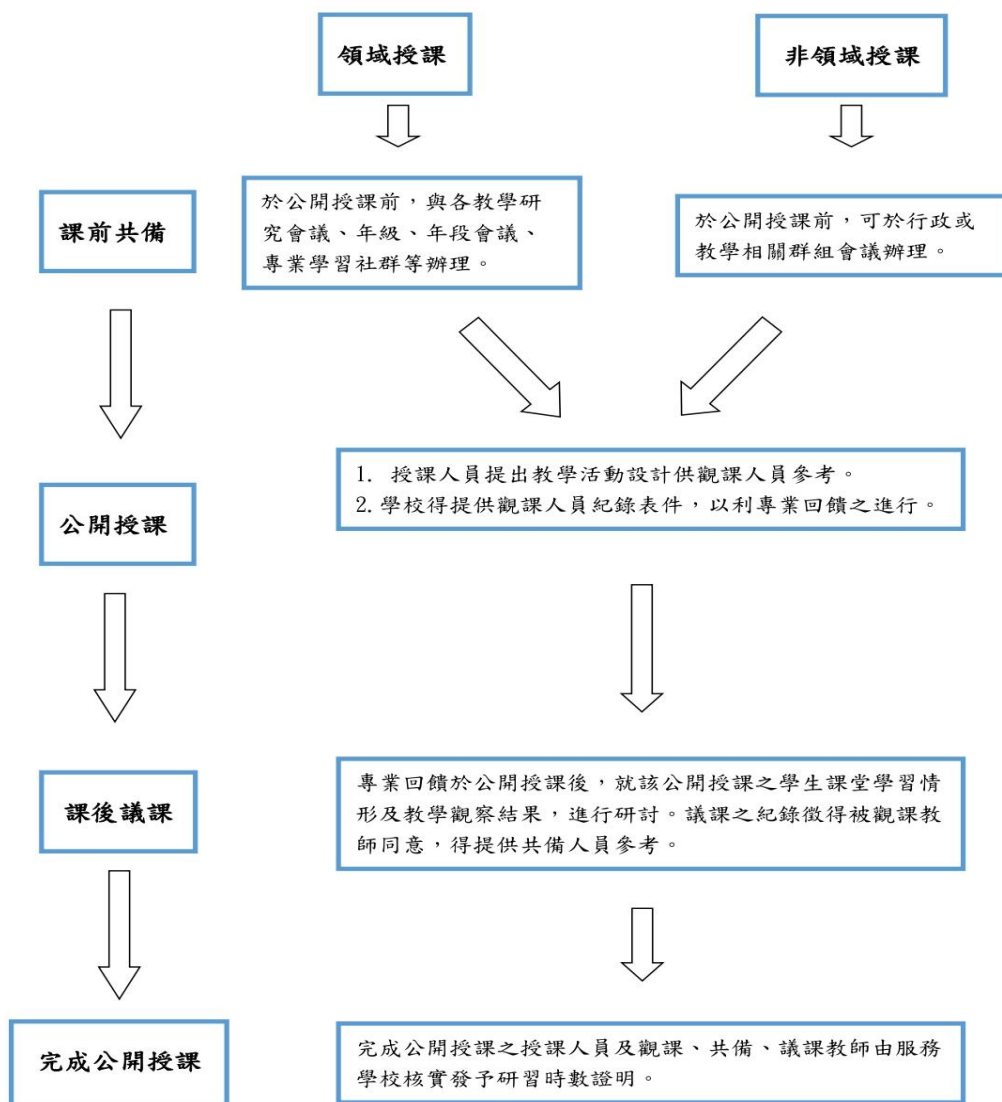 領域授課
非領域授課
課前共備
於公開授課前，與各教學研
究會議、年級、年段會議、
專業學習社群等辦理。
於公開授課前，可於行政或
教學相關群組會議辦理。
公開授課
1. 授課人員提出教學活動設計供觀課人員參考。
2. 學校得提供觀課人員紀錄表件，以利專業回饋之進行。
課後議課
專業回饋於公開授課後，就該公開授課之學生課堂學習情
形及教學觀察結果，進行研討。議課之紀錄徵得被觀課教
師同意，得提供共備人員參考。
完成公開授課
完成公開授課之授課人員及觀課、共備、議課教師由服務
學校核實發予研習時數證明。